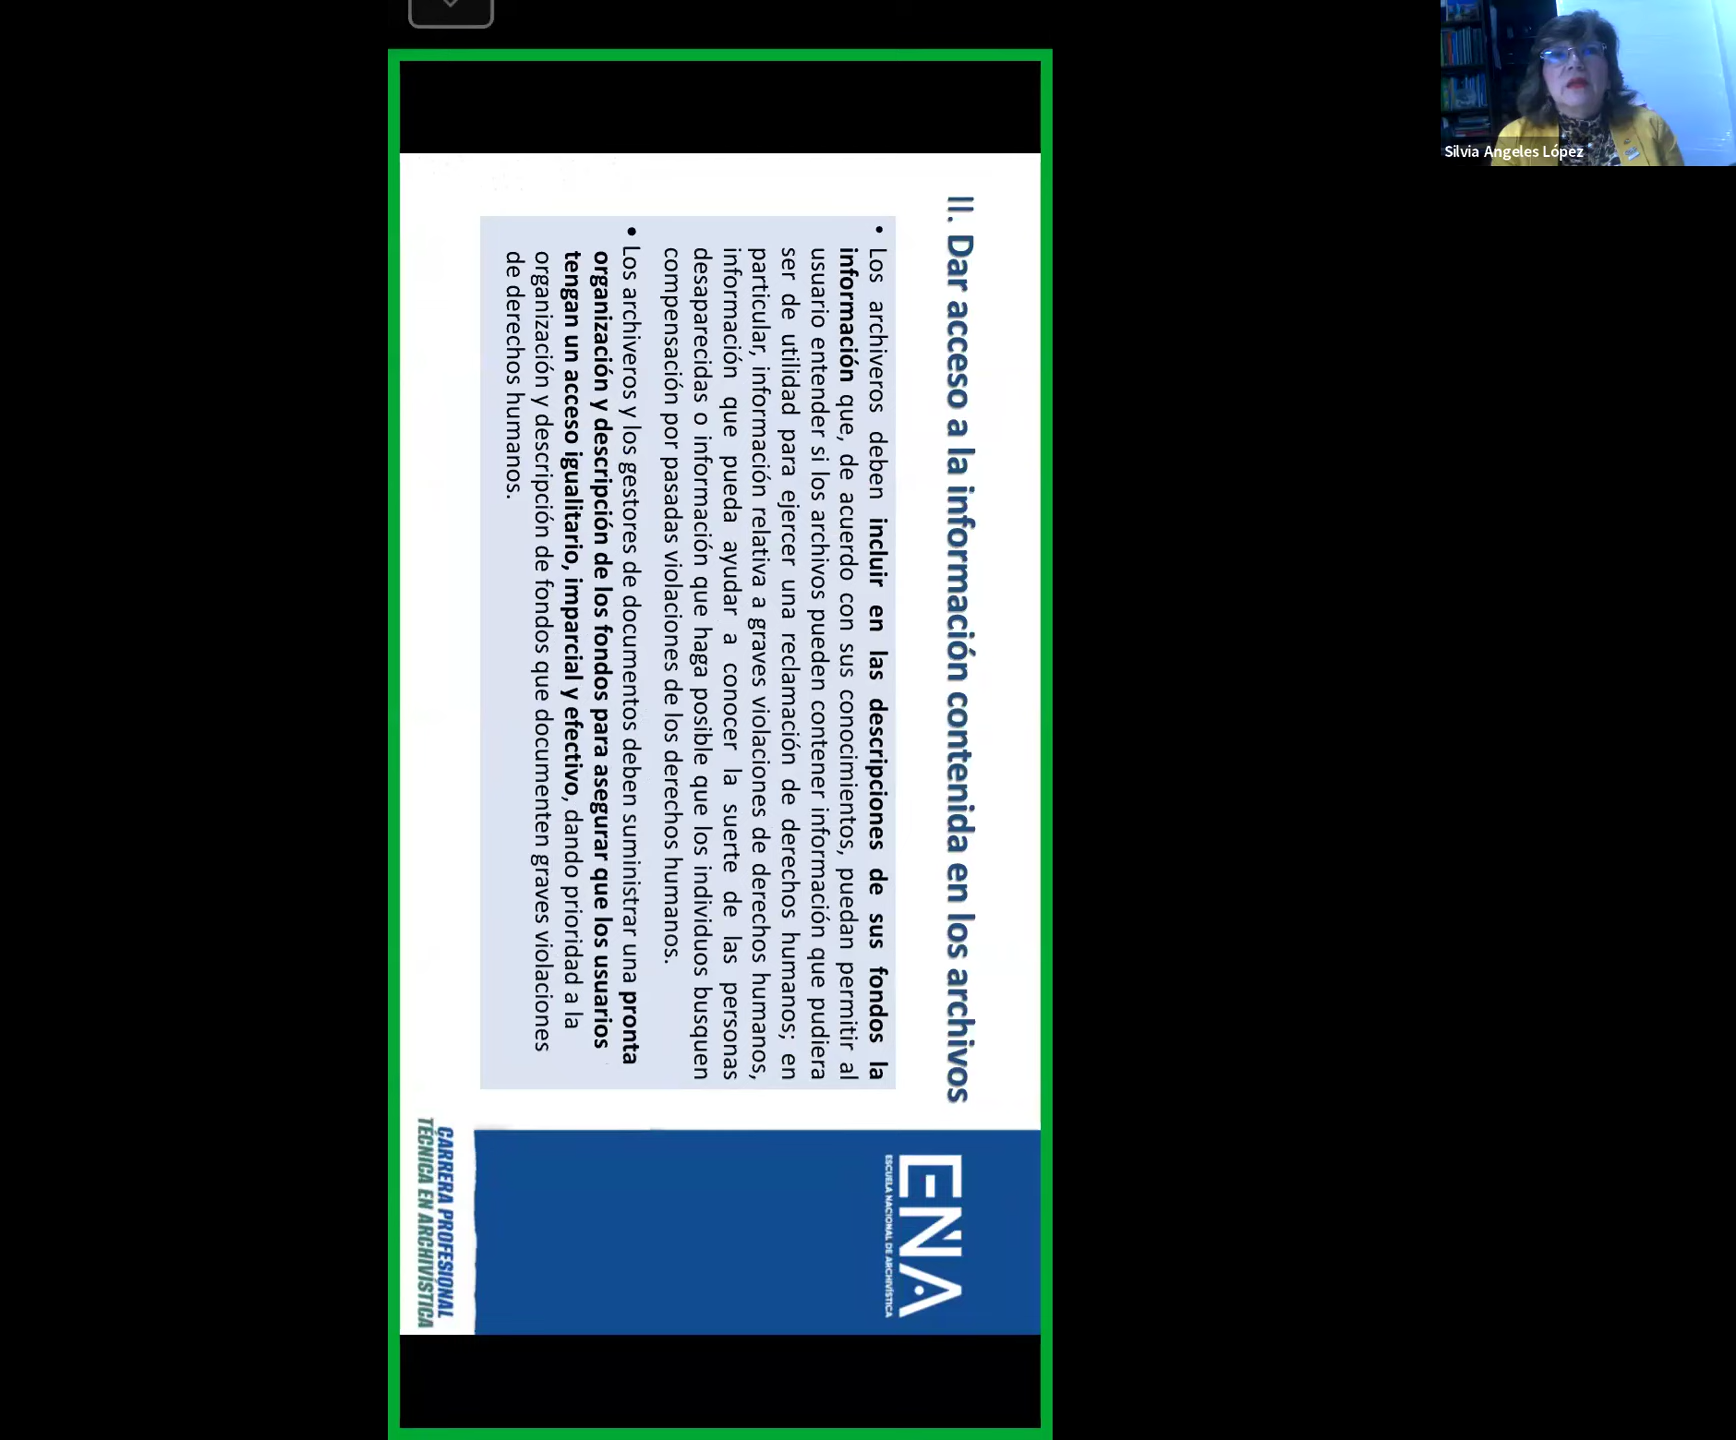 II. Dar acceso a la información contenida en los archivos
• Los archiveros deben incluir en las descripciones de sus fondos la
información que, de acuerdo con sus conocimientos, puedan permitir al
usuario entender si los archivos pueden contener información que pudiera
ser de utilidad para ejercer una reclamación de derechos humanos; en
particular, información relativa a graves violaciones de derechos humanos,
información que pueda ayudar a conocer la suerte de las personas
desaparecidas o información que haga posible que los individuos busquen
compensación por pasadas violaciones de los derechos humanos.
• Los archiveros y los gestores de documentos deben suministrar una pronta
organización y descripción de los fondos para asegurar que los usuarios
tengan un acceso igualitario, imparcial y efectivo, dando prioridad a la
organización y descripción de fondos que documenten graves violaciones
de derechos humanos.
ENA
ESCUELA NACIONAL DE ARCHIVÍSTICA
CARRERA PROFESIONAL
TÉCNICA EN ARCHIVÍSTICA
Silvia Angeles López